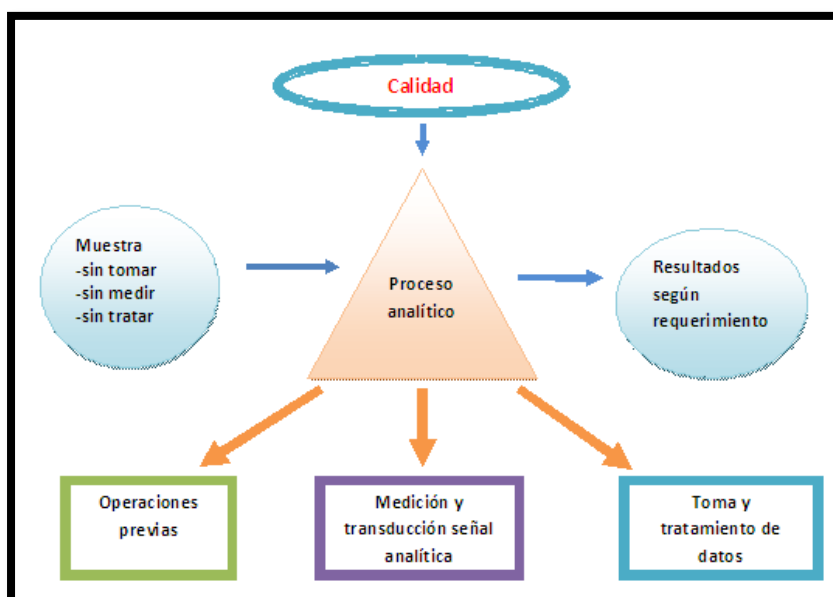 Calidad
Muestra
-sin tomar
-sin medir
-sin tratar
Proceso
analítico
Resultados
según
requerimiento
Operaciones
previas
Medición y
transducción señal
analítica
Toma y
tratamiento de
datos